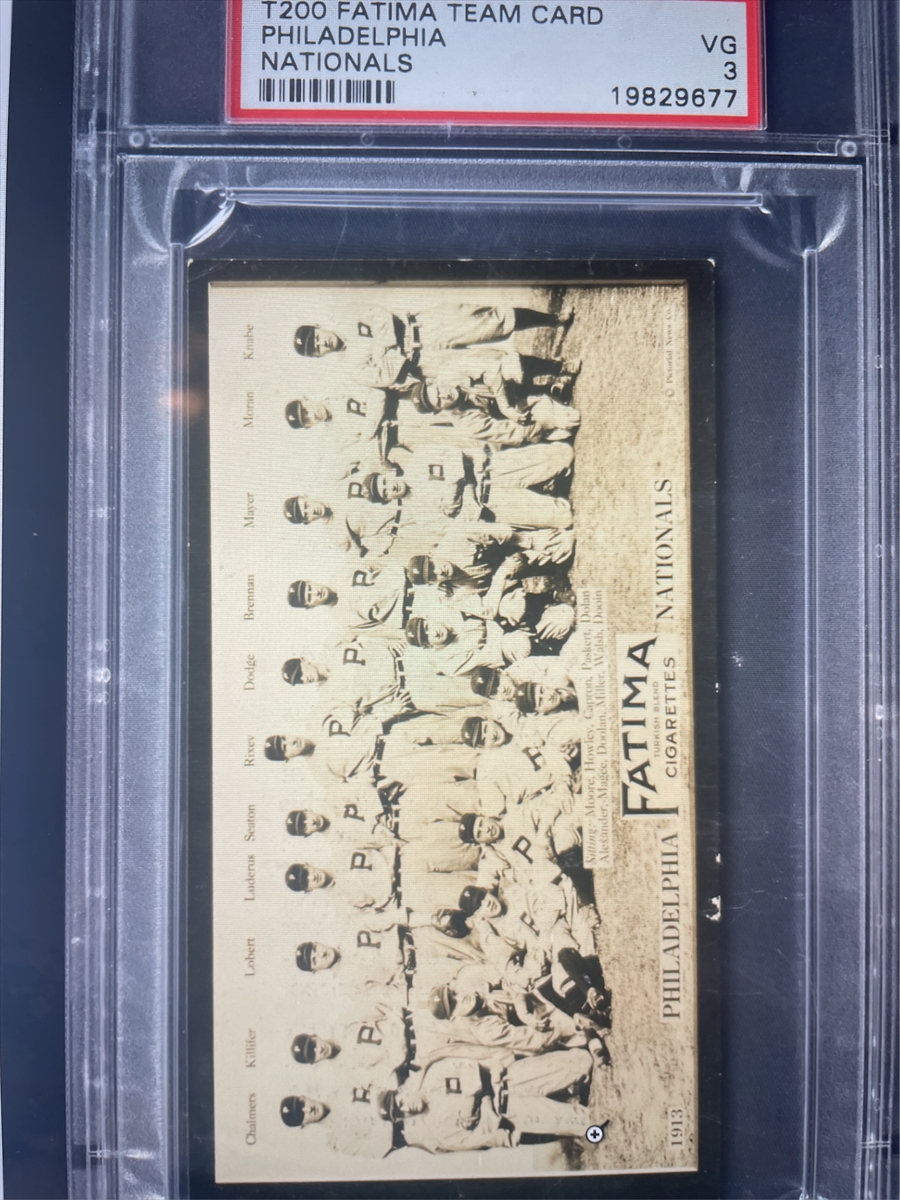 T200 FATIMA TEAM CARD
PHILADELPHIA
NATIONALS
VG
3
19829677
Chalmers Killifer Lobert Luderus Seaton Rixey Dodge Brennan Mayer Moran Knabe
Sitting:- Moore, Howley, Capron, Paskert, Dolan
Alexander, Magee, Doolan, Miller, Walsh, Dooin
© Pictorial News Co.
1913
PHILADELPHIA
FATIMA
TURKISH BLEND
CIGARETTES
NATIONALS